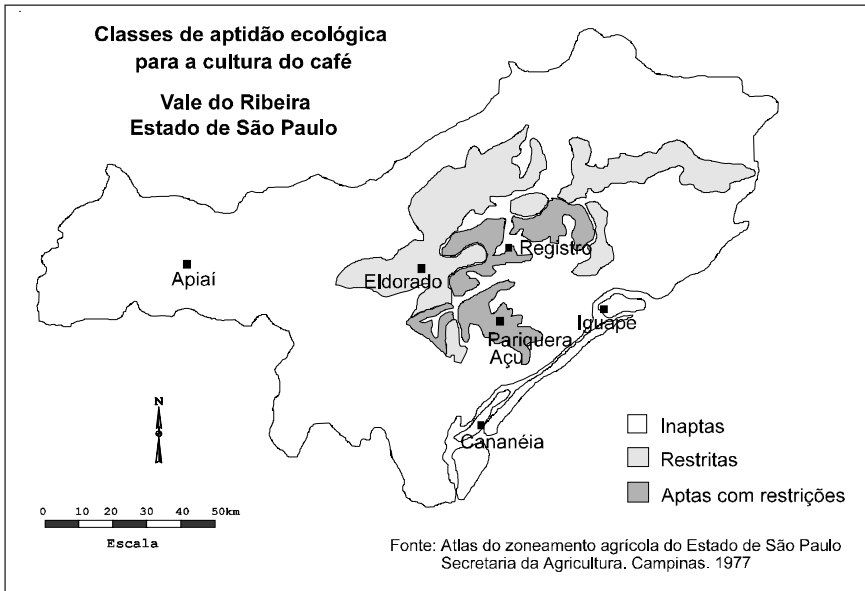 Classes de aptidão ecológica
para a cultura do café
Vale do Ribeira
Estado de São Paulo
Registro
Apiaí
Eldorado
Iguape
Pariquera
Açu
Cananéia
N
Inaptas
Restritas
Aptas com restrições
0 10 20 30 40 50km
Escala
Fonte: Atlas do zoneamento agrícola do Estado de São Paulo
Secretaria da Agricultura. Campinas. 1977